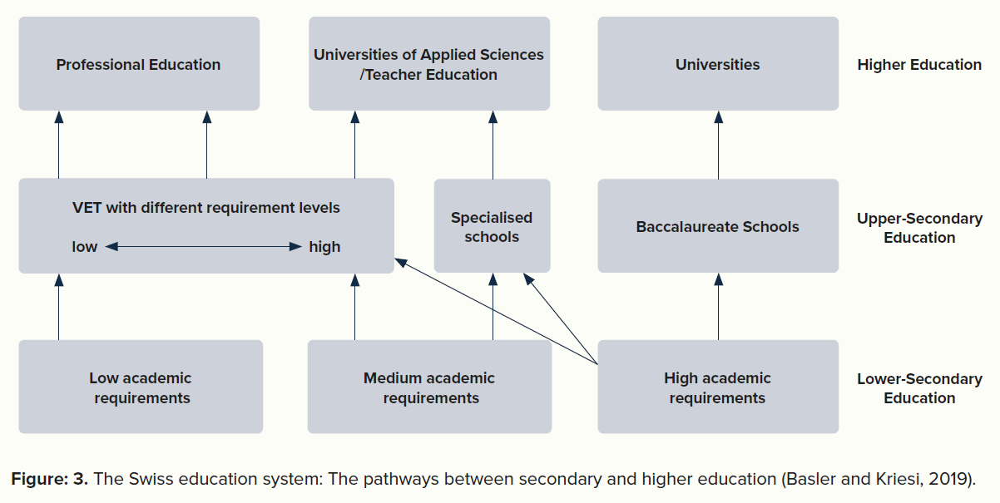 Professional Education
Universities of Applied Sciences
/Teacher Education
Universities
Higher Education
VET with different requirement levels
low
high
Specialised
schools
Baccalaureate Schools
Upper-Secondary
Education
Low academic
requirements
Medium academic
requirements
High academic
requirements
Lower-Secondary
Education
Figure: 3. The Swiss education system: The pathways between secondary and higher education (Basler and Kriesi, 2019).